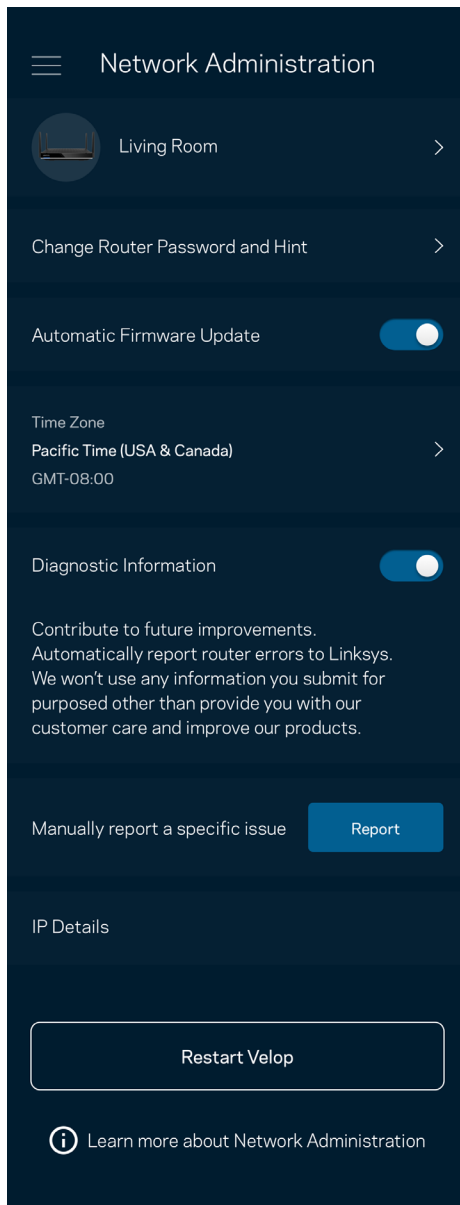 Network Administration
Living Room
Change Router Password and Hint
Automatic Firmware Update
Time Zone
Pacific Time (USA & Canada)
GMT-08:00
Diagnostic Information
Contribute to future improvements.
Automatically report router errors to Linksys.
We won't use any information you submit for
purposed other than provide you with our
customer care and improve our products.
Manually report a specific issue
Report
IP Details
Restart Velop
Learn more about Network Administration